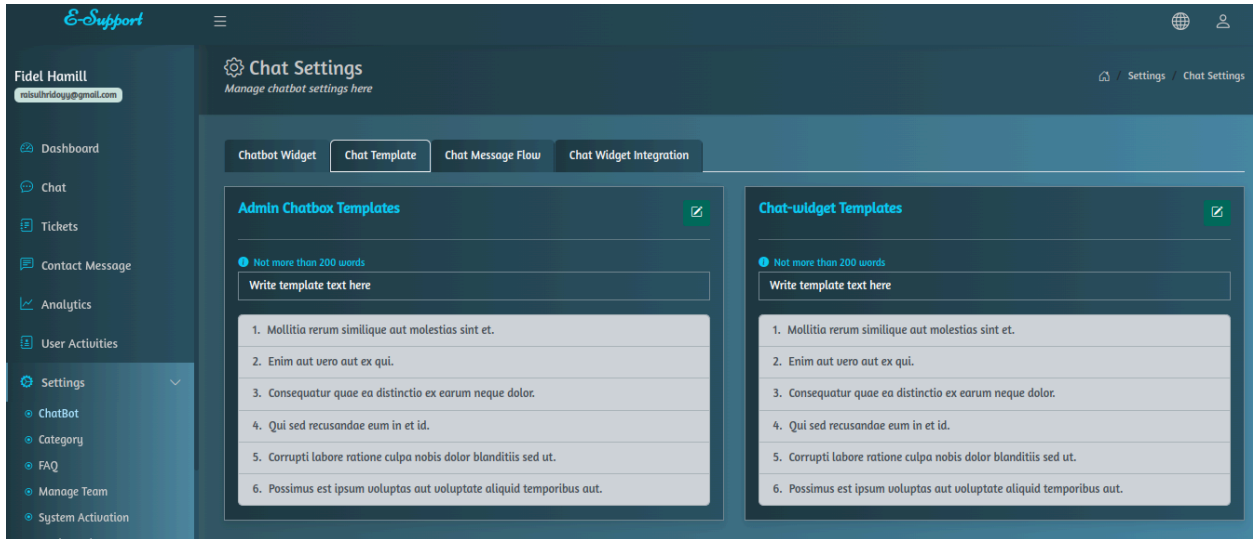 E-Support
Fidel Hamill
raisulhridoyy@gmail.com
Dashboard
Chat
Tickets
Contact Message
Analytics
User Activities
Settings
ChatBot
Category
FAQ
Manage Team
System Activation
Chat Settings
Manage chatbot settings here
/ Settings / Chat Settings
Chatbot Widget
Chat Template
Chat Message Flow
Chat Widget Integration
Admin Chatbox Templates
Not more than 200 words
Write template text here
1. Mollitia rerum similique aut molestias sint et.
2. Enim aut vero aut ex qui.
3. Consequatur quae ea distinctio ex earum neque dolor.
4. Qui sed recusandae eum in et id.
5. Corrupti labore ratione culpa nobis dolor blanditiis sed ut.
6. Possimus est ipsum voluptas aut voluptate aliquid temporibus aut.
Chat-widget Templates
Not more than 200 words
Write template text here
1. Mollitia rerum similique aut molestias sint et.
2. Enim aut vero aut ex qui.
3. Consequatur quae ea distinctio ex earum neque dolor.
4. Qui sed recusandae eum in et id.
5. Corrupti labore ratione culpa nobis dolor blanditiis sed ut.
6. Possimus est ipsum voluptas aut voluptate aliquid temporibus aut.